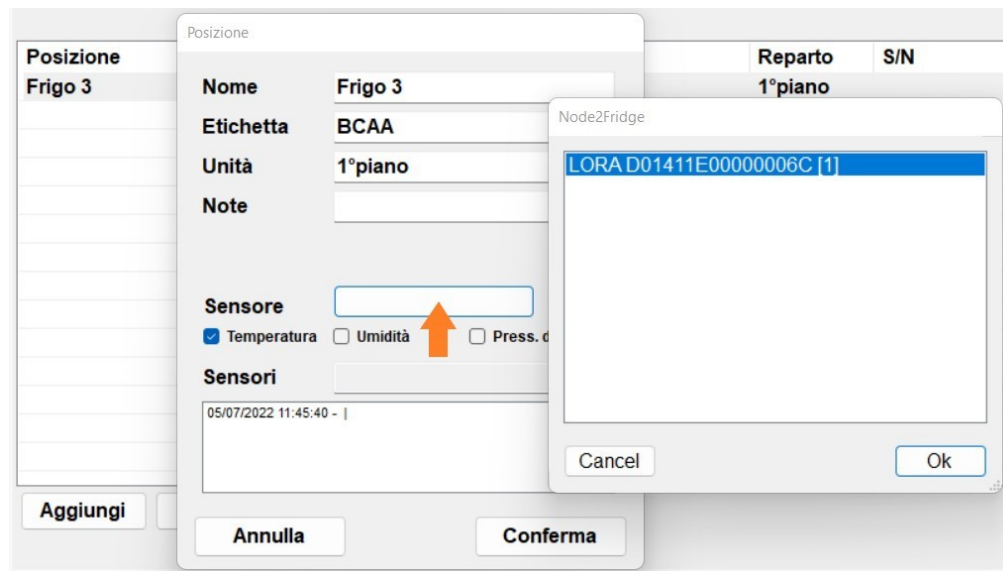 Posizione
Posizione Reparto S/N
Frigo 3 1°piano
Nome Frigo 3
Etichetta BCAA
Unità 1°piano
Note
Sensore
Temperatura Umidità Press. d
Sensori
05/07/2022 11:45:40 - |
Annulla Conferma
Aggiungi
Node2Fridge
LORA D01411E00000006C [1]
Cancel Ok